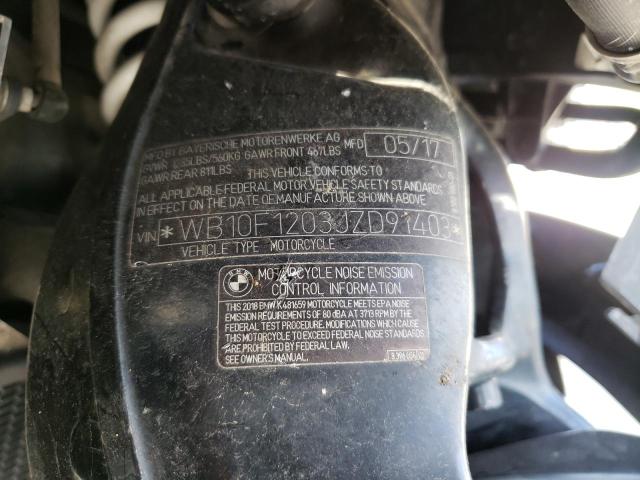 MFD BY BAYERISCHE MOTORENWERKE AG MFD 05/17
GVWR 1235LBS/560KG GAWR FRONT 467LBS
GAWR REAR 811LBS
THIS VEHICLE CONFORMS TO
ALL APPLICABLE FEDERAL MOTOR VEHICLE SAFETY STANDARDS
IN EFFECT ON THE DATE OF MANUFACTURE SHOWN ABOVE
VIN *WB10F1203JZD91403*
VEHICLE TYPE MOTORCYCLE
BMW
MOTORCYCLE NOISE EMISSION
CONTROL INFORMATION
THIS 2018 BMW K481659 MOTORCYCLE MEETS EPA NOISE
EMISSION REQUIREMENTS OF 80 dBA AT 3713 RPM BY THE
FEDERAL TEST PROCEDURE. MODIFICATIONS WHICH CAUSE
THIS MOTORCYCLE TO EXCEED FEDERAL NOISE STANDARDS
ARE PROHIBITED BY FEDERAL LAW.
SEE OWNER'S MANUAL.